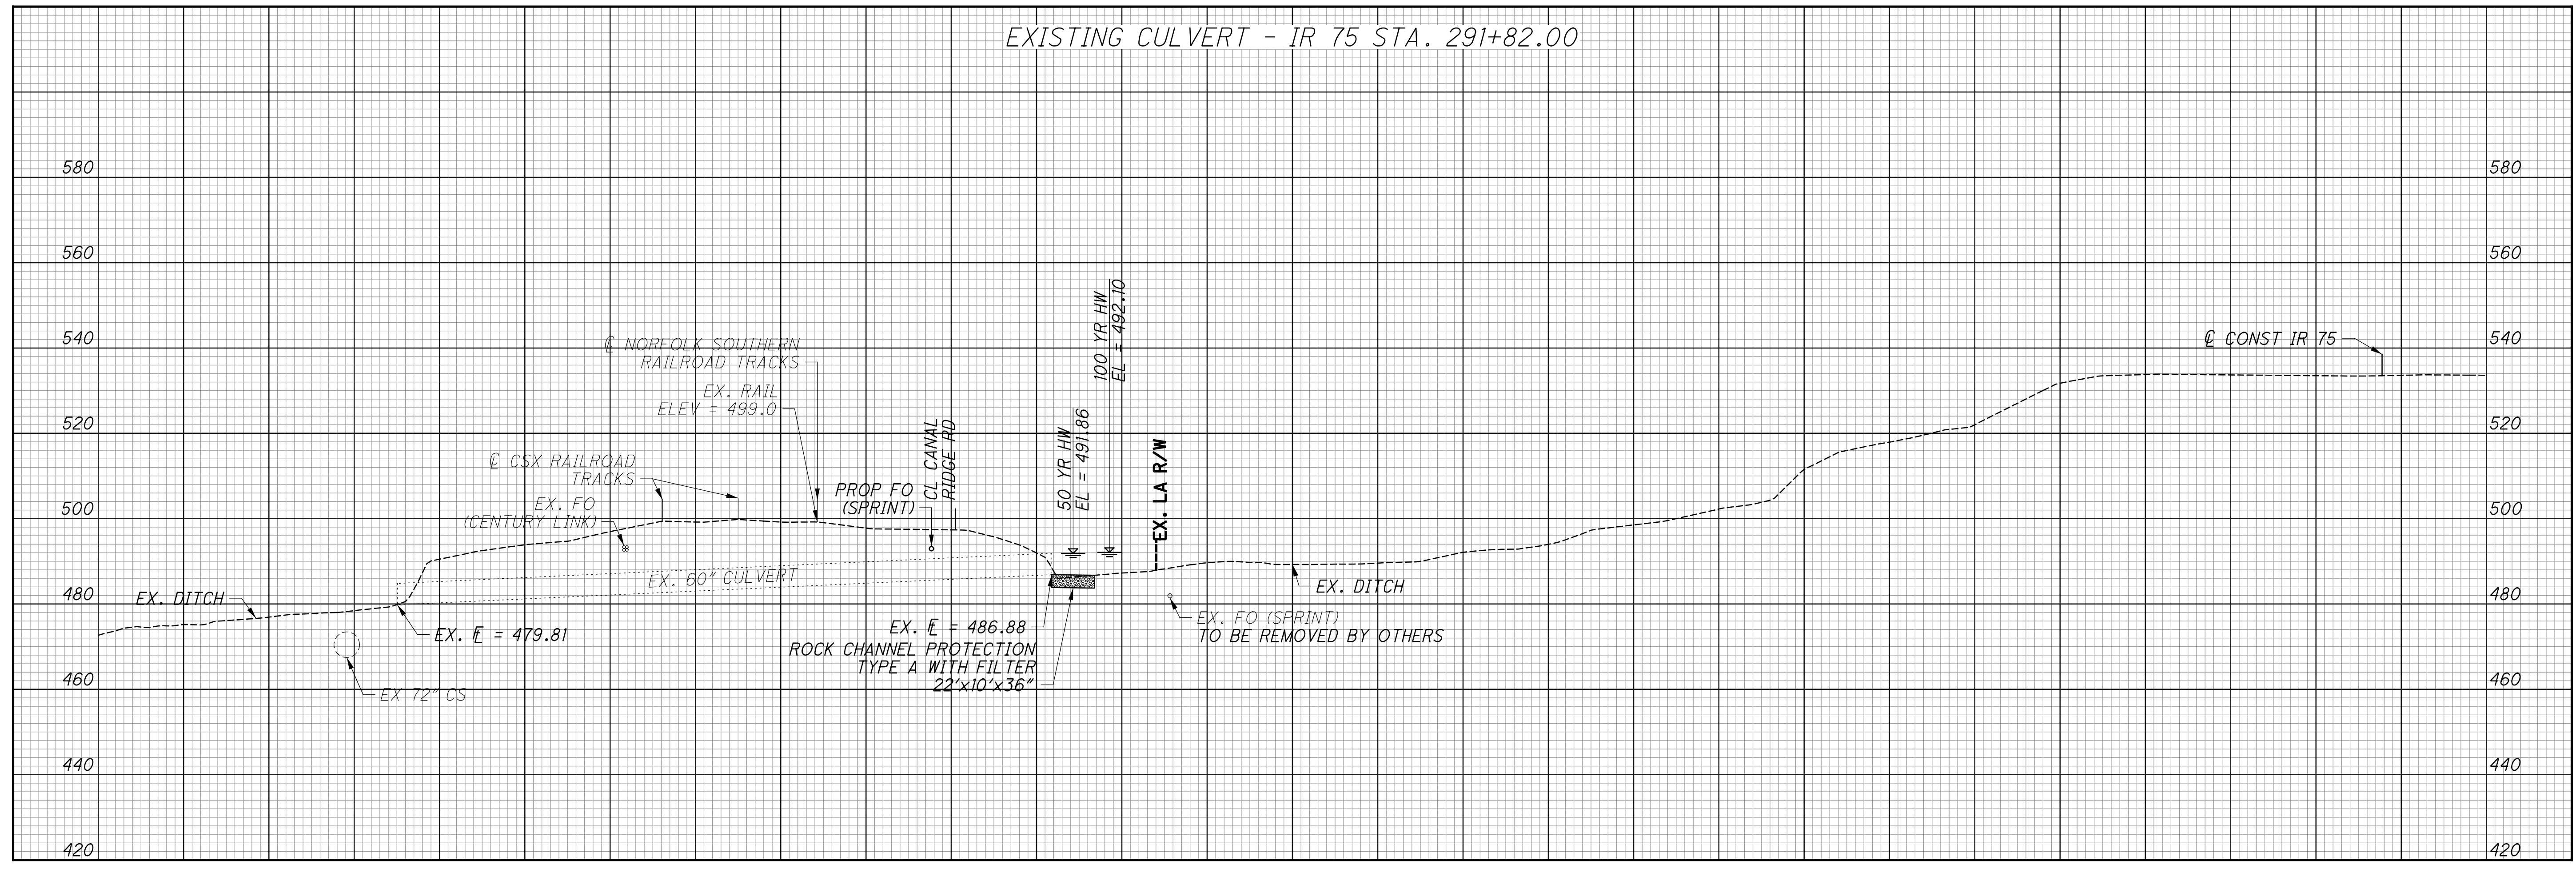 EXISTING CULVERT - IR 75 STA. 291+82.00
580
580
560
560
540
540
520
520
500
500
480
480
460
460
440
440
420
420
℄ NORFOLK SOUTHERN
RAILROAD TRACKS
EX. RAIL
ELEV = 499.0
℄ CSX RAILROAD
TRACKS
EX. FO
(CENTURY LINK)
PROP FO
(SPRINT)
CL CANAL
RIDGE RD
50 YR HW
EL = 491.86
100 YR HW
EL = 492.10
EX. LA R/W
℄ CONST IR 75
EX. DITCH
EX. 60" CULVERT
EX. FL = 479.81
EX 72" CS
EX. FL = 486.88
ROCK CHANNEL PROTECTION
TYPE A WITH FILTER
22'x10'x36"
EX. DITCH
EX. FO (SPRINT)
TO BE REMOVED BY OTHERS